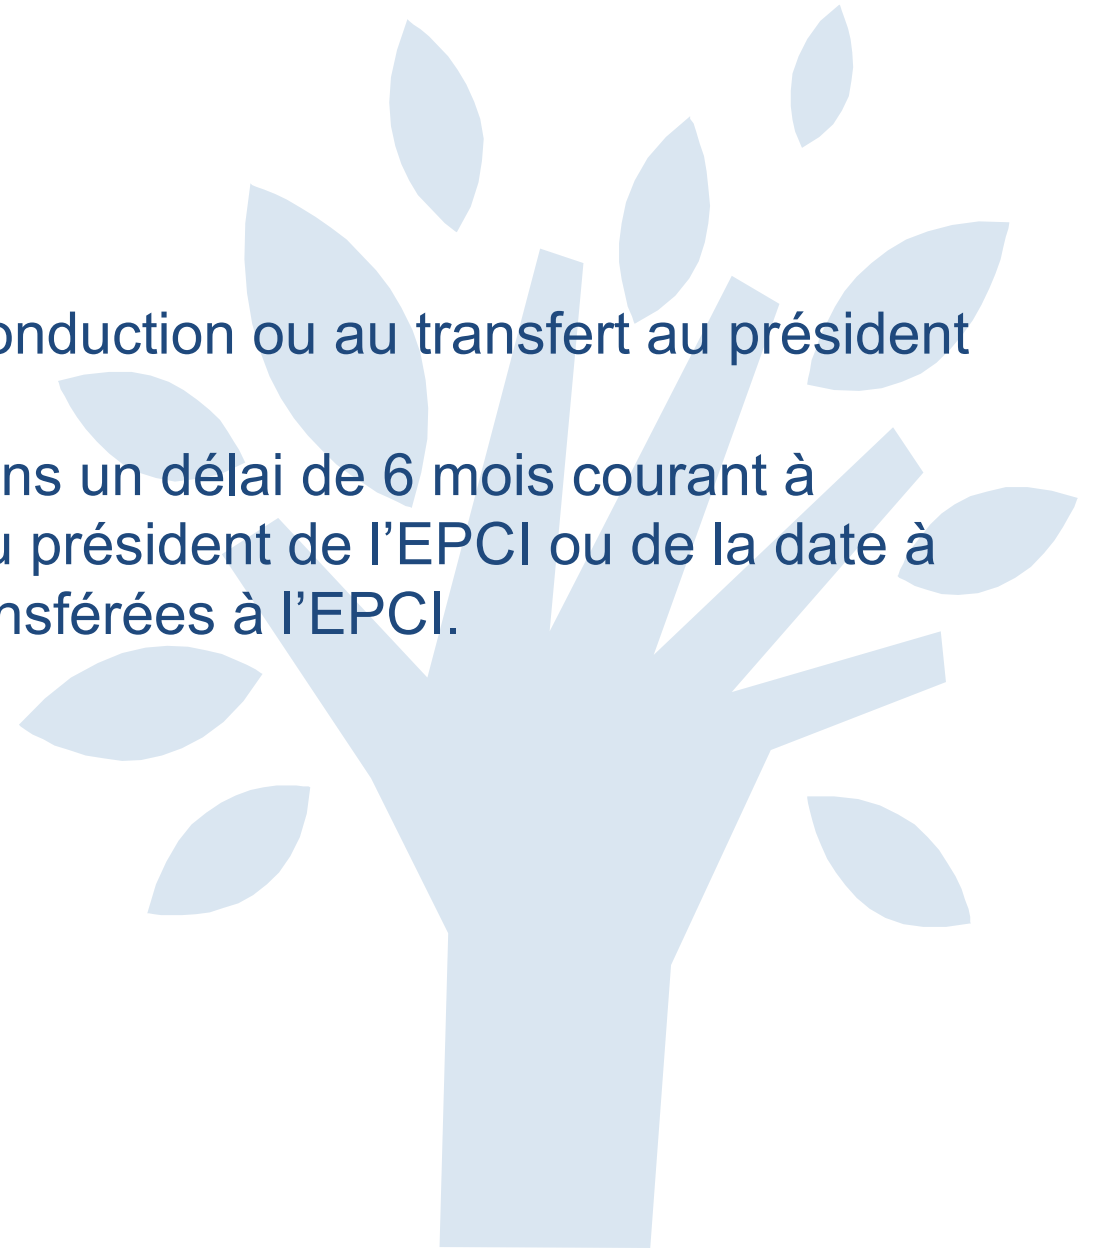 onduction ou au transfert au président
ns un délai de 6 mois courant à
u président de l’EPCI ou de la date à
nsférées à l’EPCI.